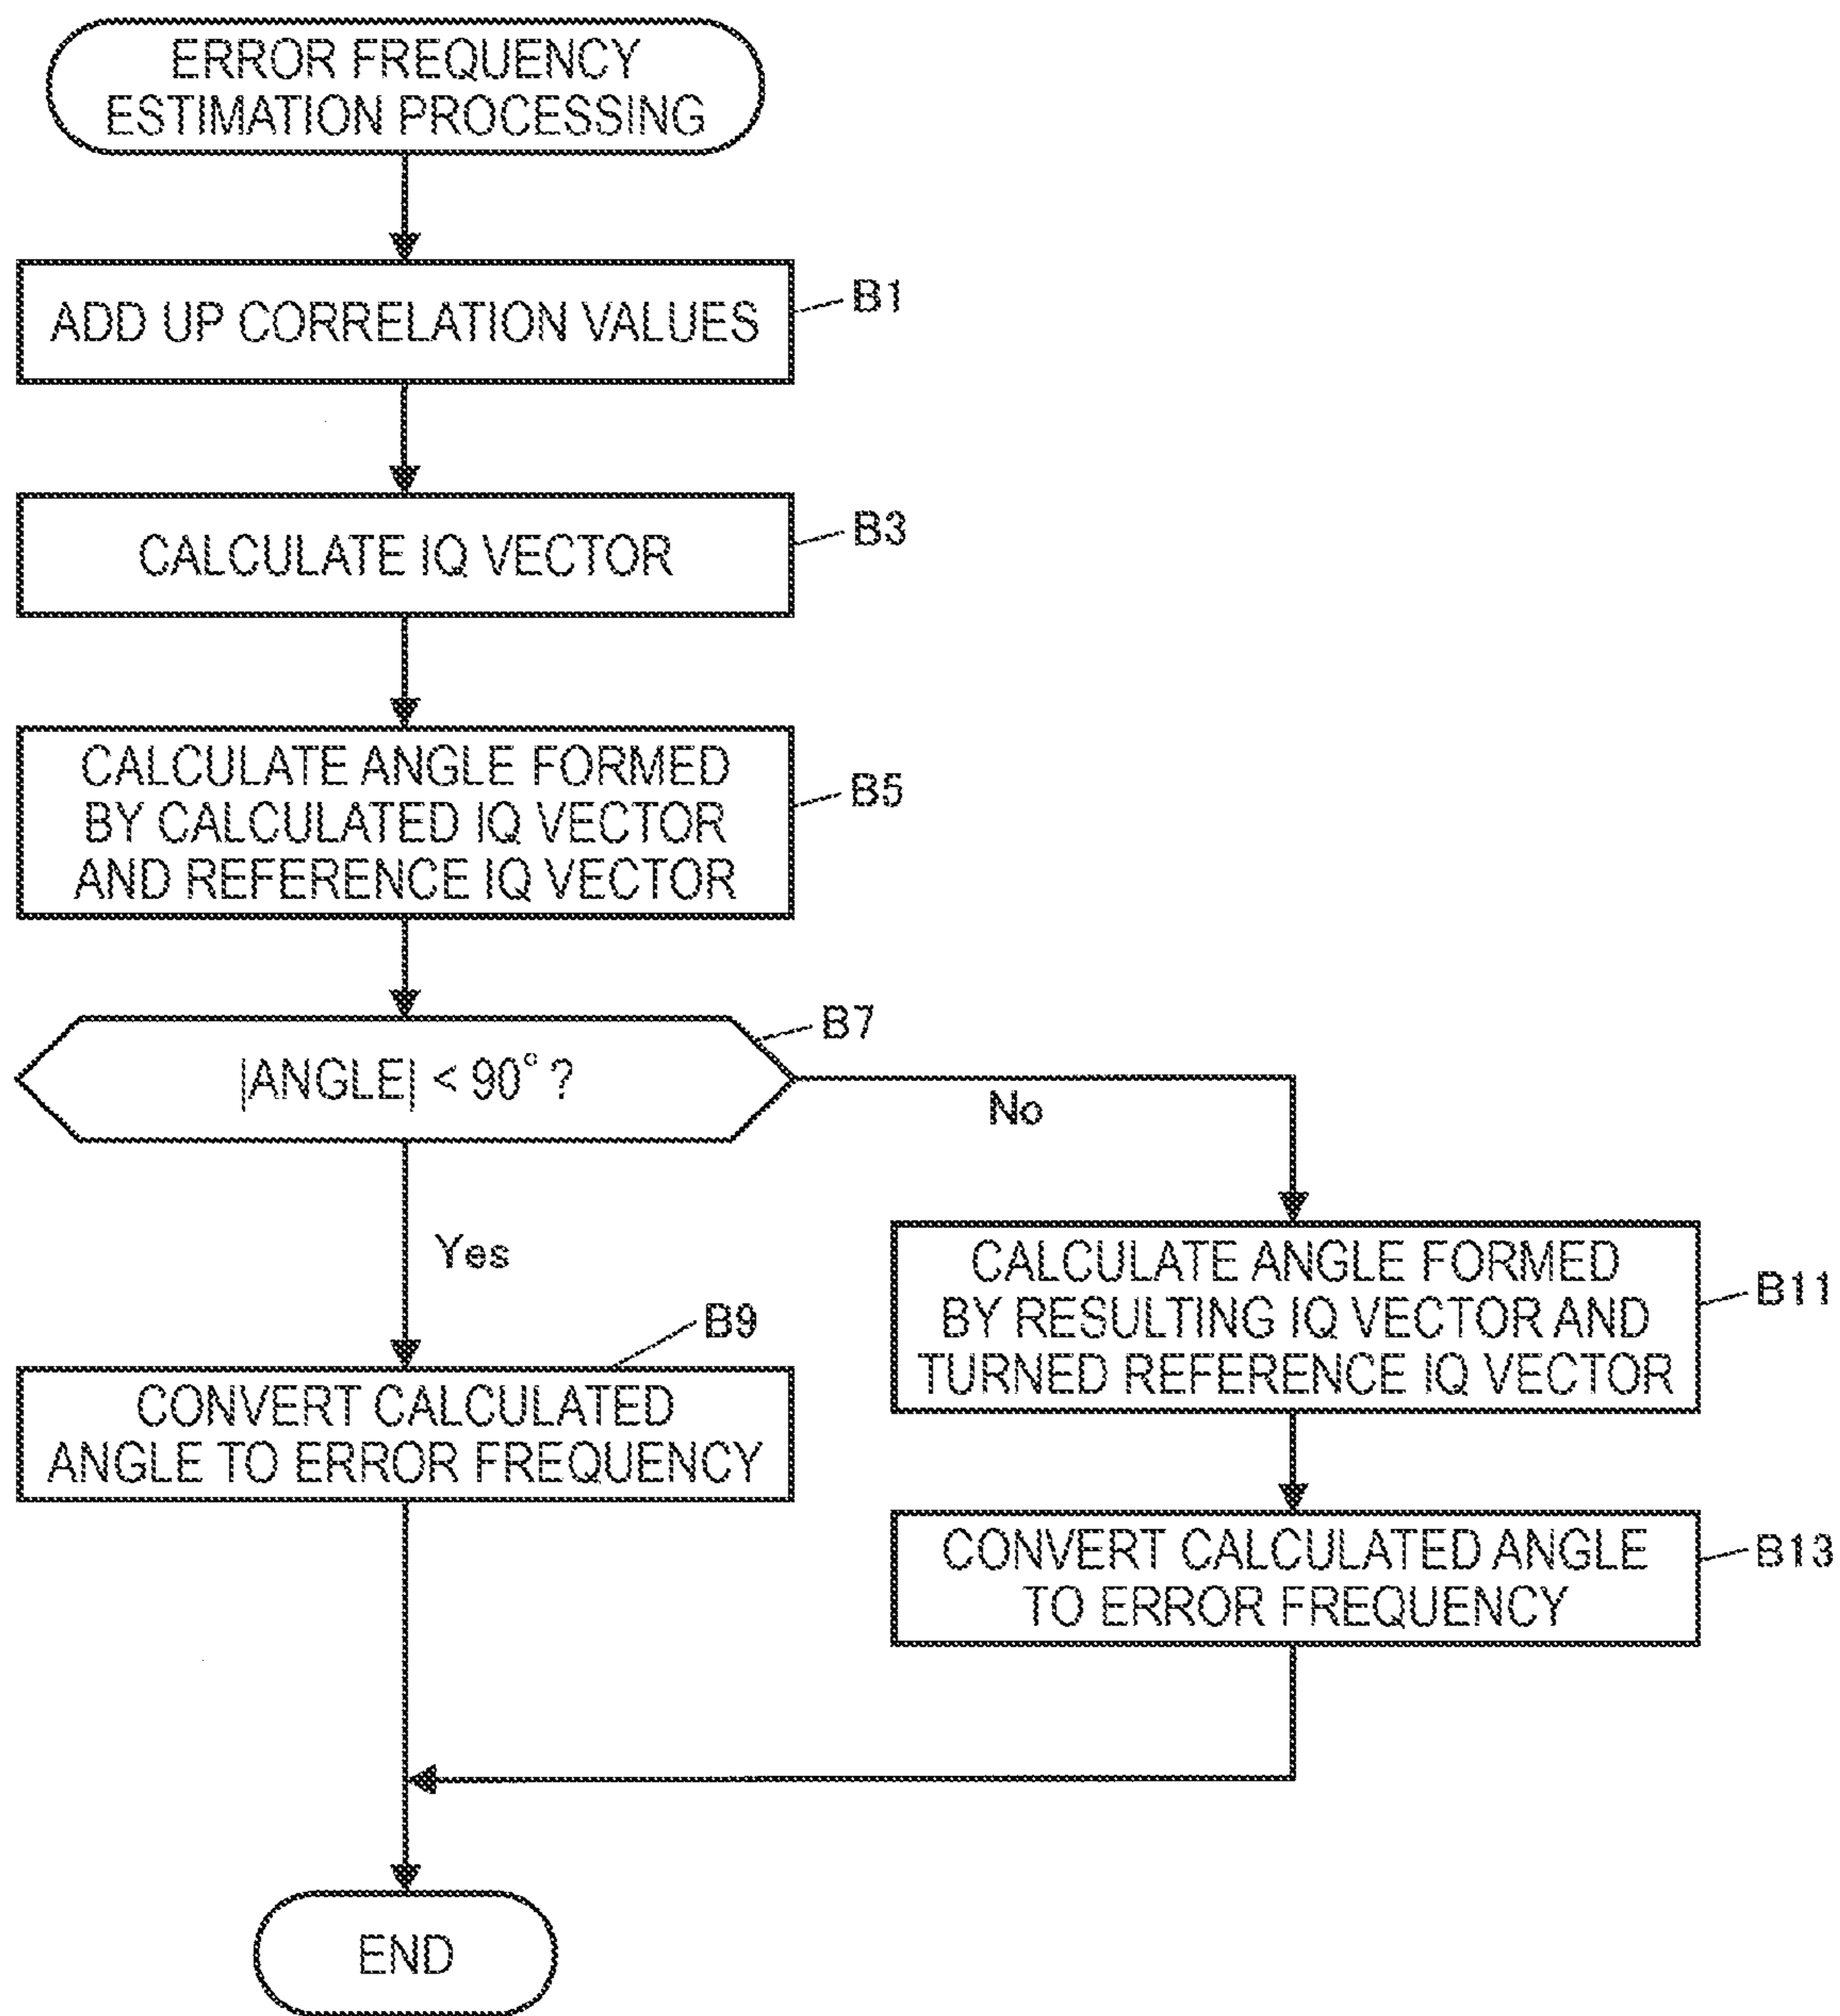 ERROR FREQUENCY
ESTIMATION PROCESSING
ADD UP CORRELATION VALUES
B1
CALCULATE IQ VECTOR
B3
CALCULATE ANGLE FORMED
BY CALCULATED IQ VECTOR
AND REFERENCE IQ VECTOR
B5
|ANGLE| < 90° ?
B7
No
Yes
CALCULATE ANGLE FORMED
BY RESULTING IQ VECTOR AND
TURNED REFERENCE IQ VECTOR
B11
B9
CONVERT CALCULATED
ANGLE TO ERROR FREQUENCY
CONVERT CALCULATED ANGLE
TO ERROR FREQUENCY
B13
END